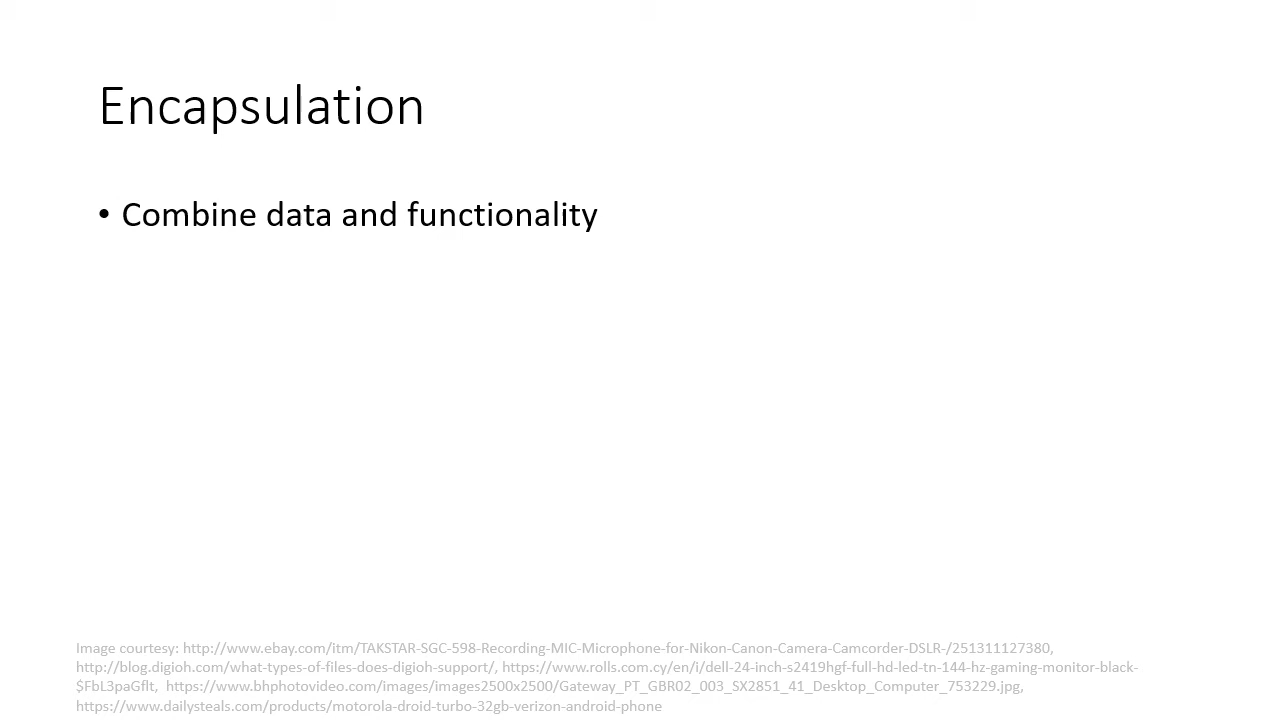 Encapsulation
• Combine data and functionality
Image courtesy: http://www.ebay.com/itm/TAKSTAR-SGC-598-Recording-MIC-Microphone-for-Nikon-Canon-Camera-Camcorder-DSLR-/251311127380,
http://blog.digioh.com/what-types-of-files-does-digioh-support/, https://www.rolls.com.cy/en/i/dell-24-inch-s2419hgf-full-hd-led-tn-144-hz-gaming-monitor-black-
$FbL3paGflt, https://www.bhphotovideo.com/images/images2500x2500/Gateway_PT_GBR02_003_SX2851_41_Desktop_Computer_753229.jpg,
https://www.dailysteals.com/products/motorola-droid-turbo-32gb-verizon-android-phone